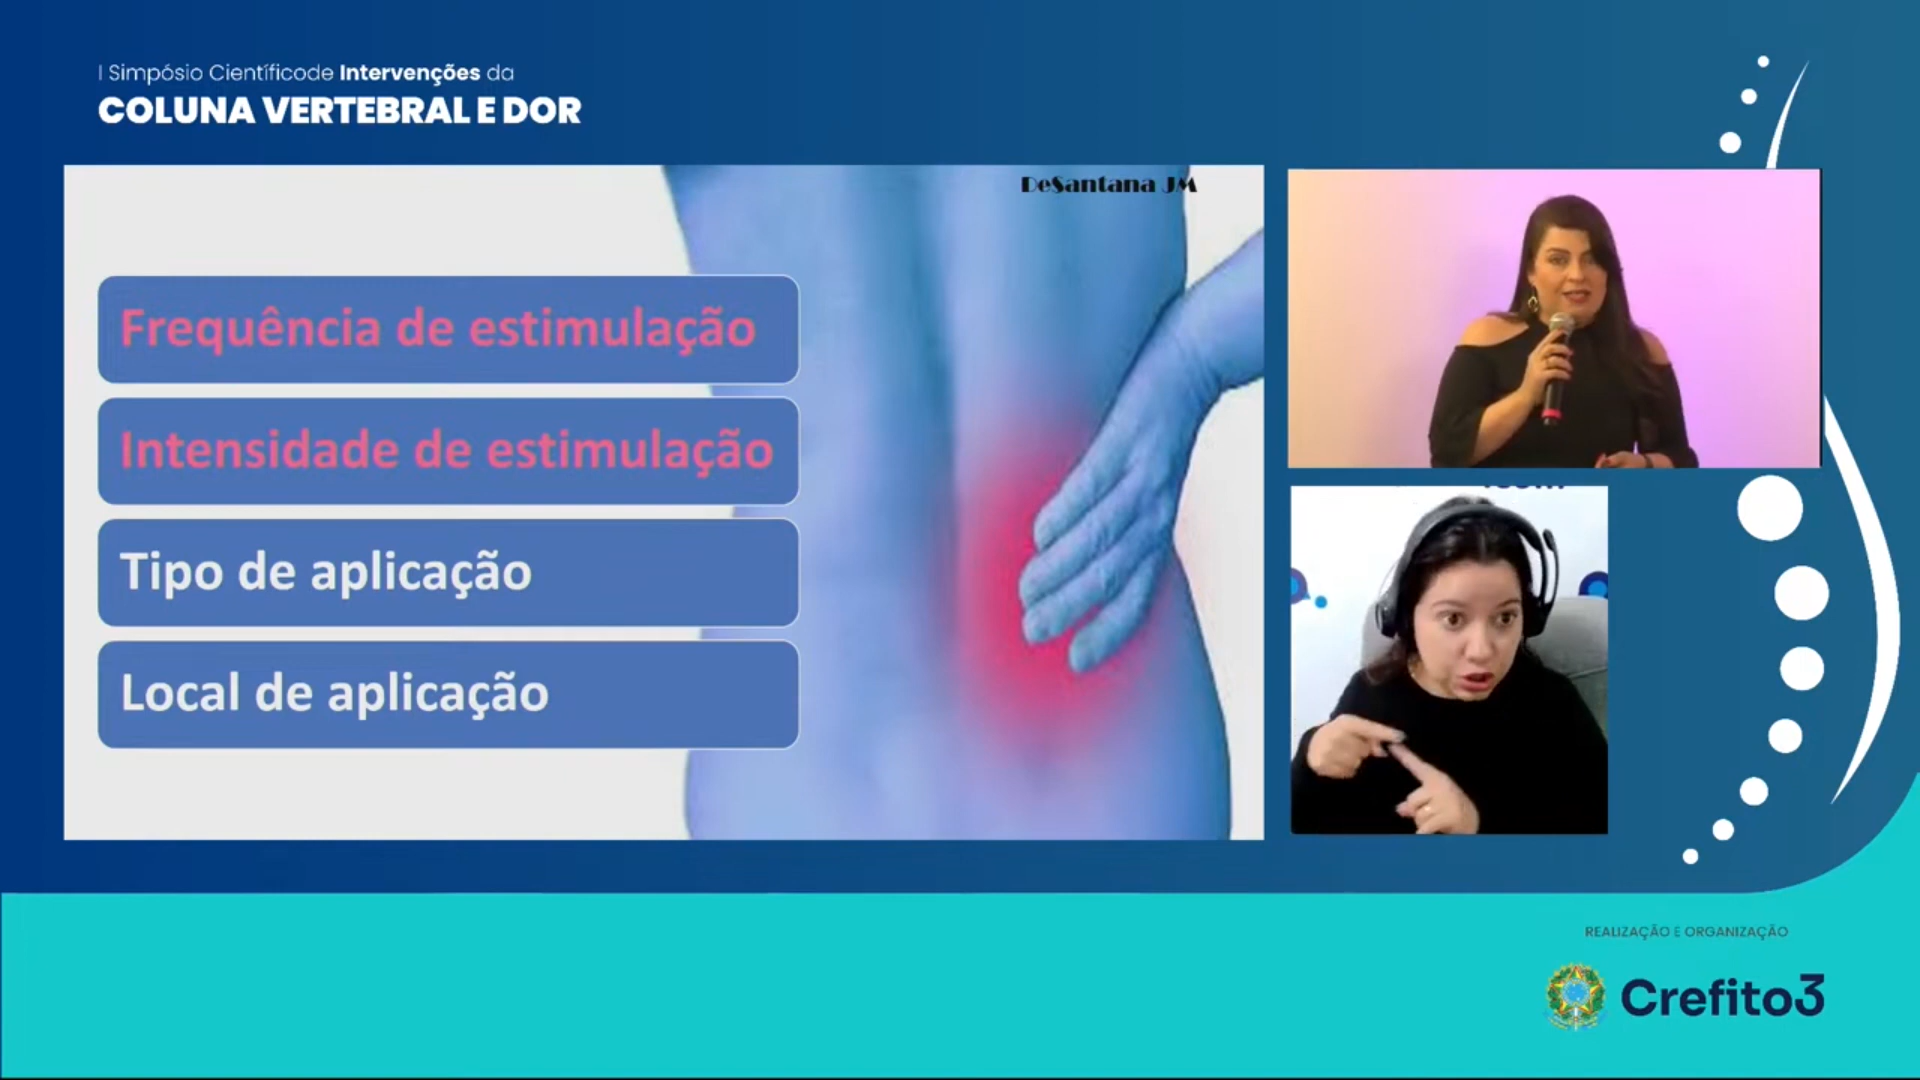 I Simpósio Científicode Intervenções da
COLUNA VERTEBRAL E DOR
DeSantana JM
Frequência de estimulação
Intensidade de estimulação
Tipo de aplicação
Local de aplicação
REALIZAÇÃO E ORGANIZAÇÃO
Crefito3